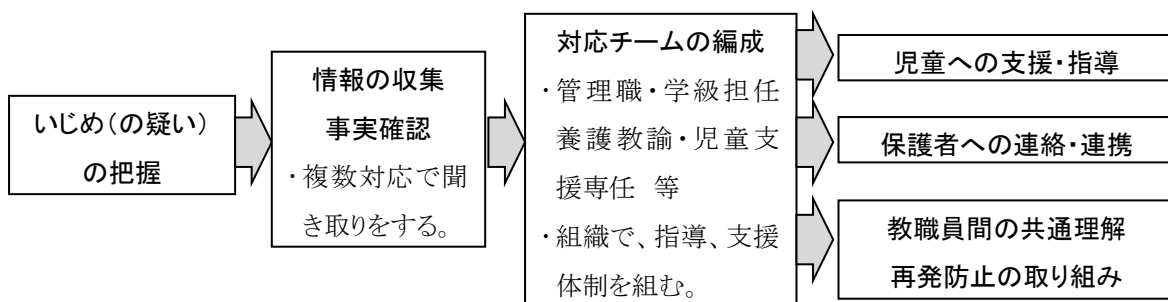 いじめ(の疑い)
の把握
情報の収集
事実確認
・複数対応で聞
き取りをする。
対応チームの編成
・管理職・学級担任
養護教諭・児童支
援専任　等
・組織で、指導、支援
体制を組む。
児童への支援・指導
保護者への連絡・連携
教職員間の共通理解
再発防止の取り組み